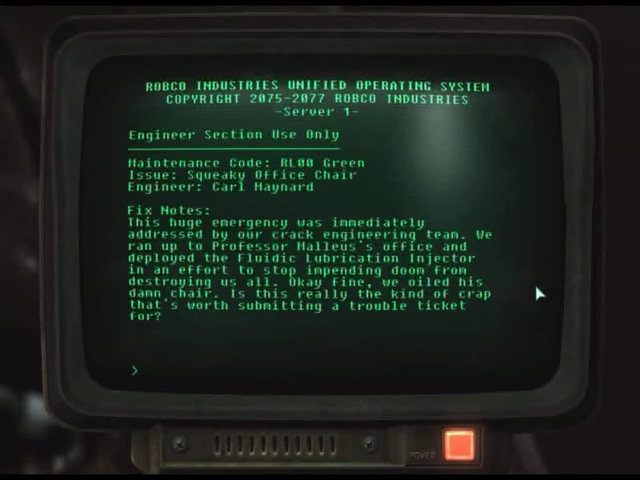 ROBCO INDUSTRIES UNIFIED OPERATING SYSTEM
COPYRIGHT 2075-2077 ROBCO INDUSTRIES
-Server 1-
Engineer Section Use Only
Maintenance Code: RL00 Green
Issue: Squeaky Office Chair
Engineer: Carl Maynard
Fix Notes:
This huge emergency was immediately
addressed by our crack engineering team. We
ran up to Professor Malleus's office and
deployed the Fluidic Lubrication Injector
in an effort to stop impending doom from
destroying us all. Okay fine, we oiled his
damn chair. Is this really the kind of crap
that's worth submitting a trouble ticket
for?
>
POWER